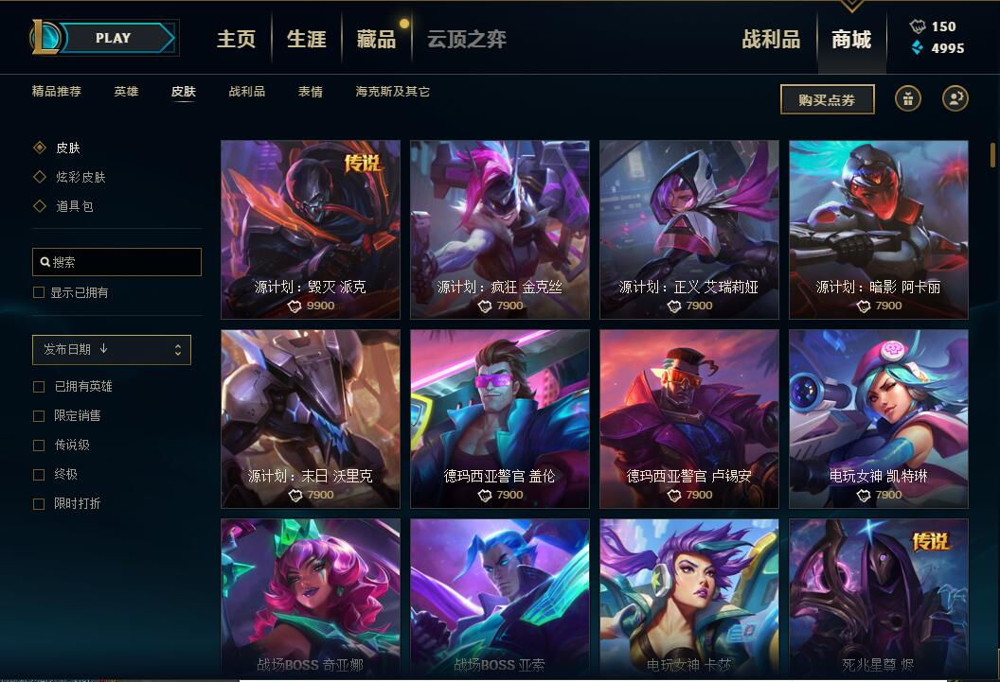 PLAY
主页
生涯
藏品
云顶之弈
战利品
商城
150
4995
精品推荐
英雄
皮肤
战利品
表情
海克斯及其它
购买点券
皮肤
炫彩皮肤
道具包
搜索
显示已拥有
发布日期 ↓
已拥有英雄
限定销售
传说级
终极
限时打折
传说
源计划：毁灭 派克
9900
源计划：疯狂 金克丝
7900
源计划：正义 艾瑞莉娅
7900
源计划：暗影 阿卡丽
7900
源计划：末日 沃里克
7900
德玛西亚警官 盖伦
7900
德玛西亚警官 卢锡安
7900
电玩女神 凯特琳
7900
战场BOSS 奇亚娜
战场BOSS 亚索
电玩女神 卡莎
传说
死兆星尊 烬